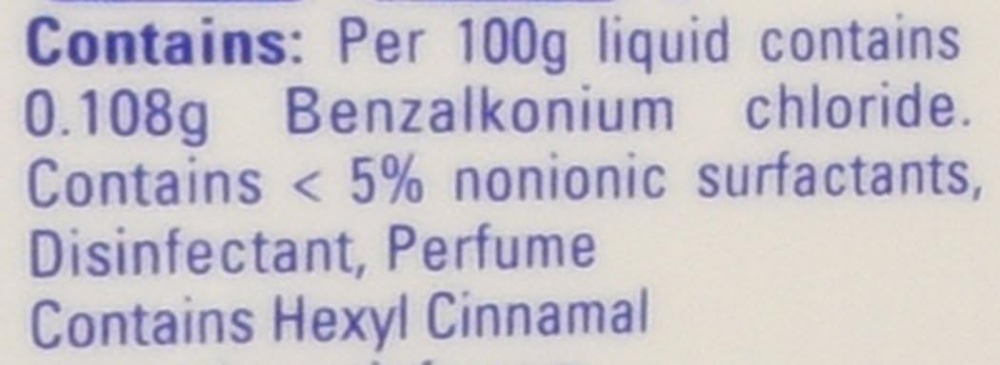 Contains: Per 100g liquid contains
0.108g Benzalkonium chloride.
Contains < 5% nonionic surfactants,
Disinfectant, Perfume
Contains Hexyl Cinnamal